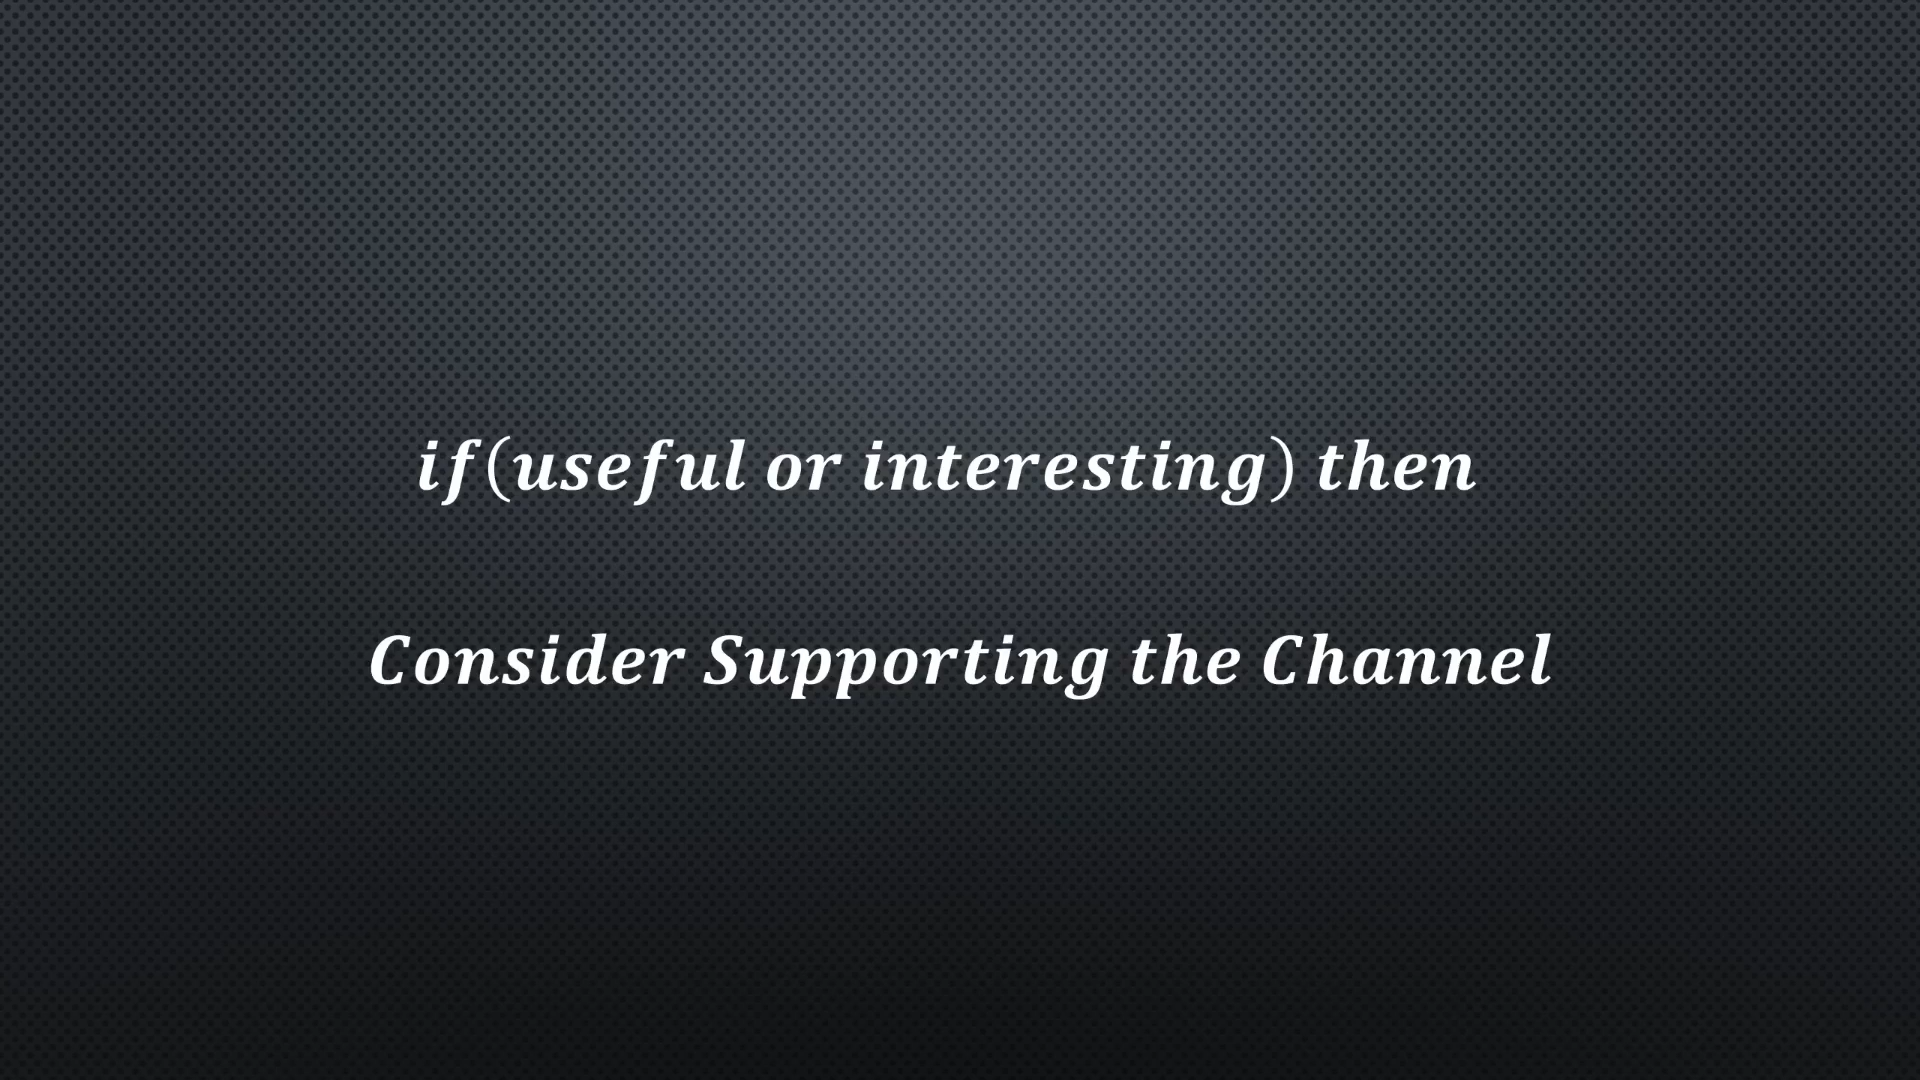 if(useful or interesting) then
Consider Supporting the Channel